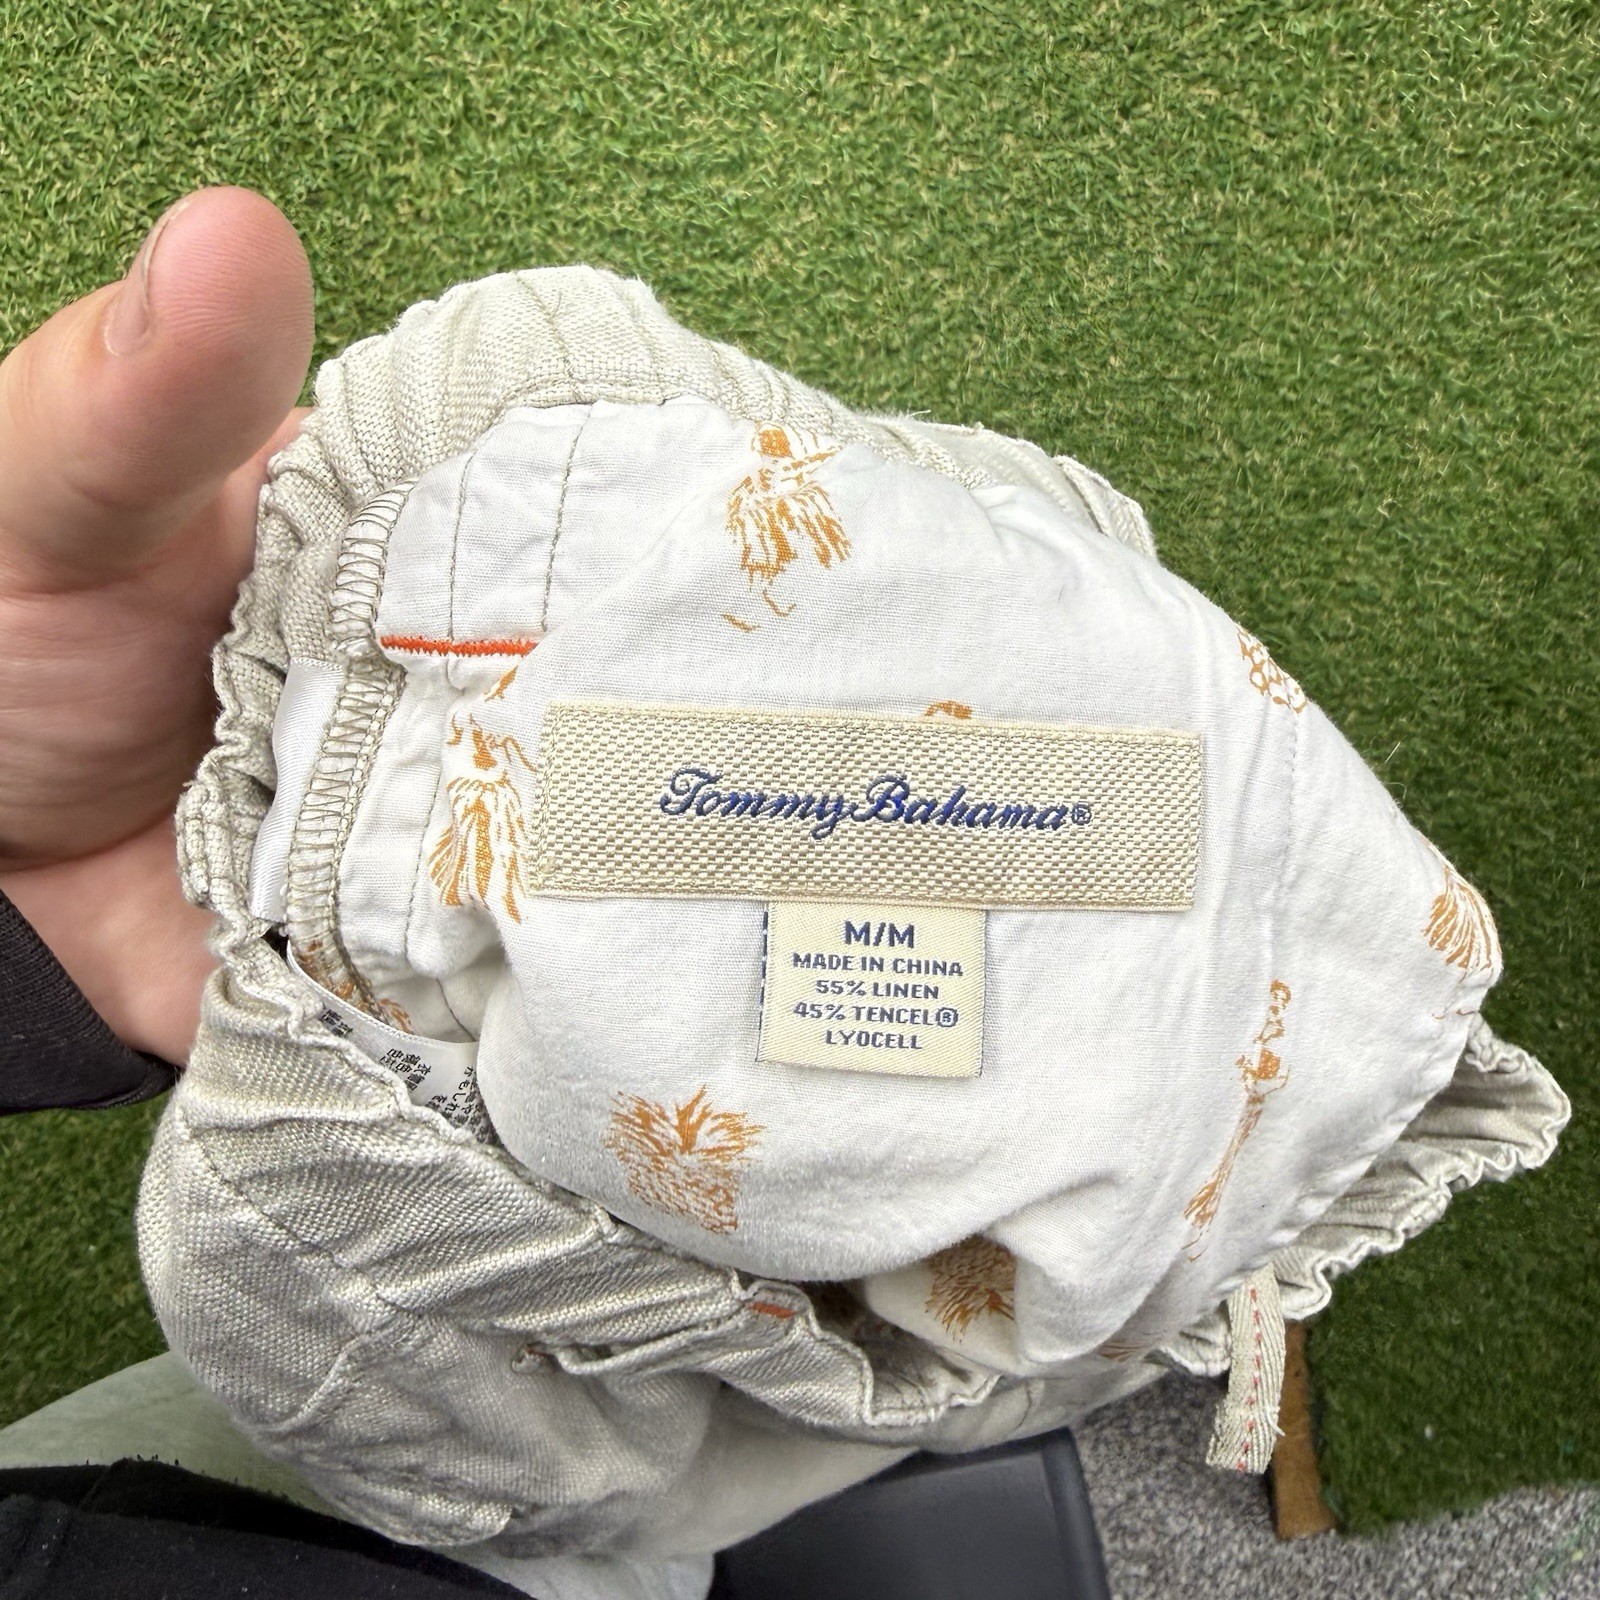 Tommy Bahama®
M/M
MADE IN CHINA
55% LINEN
45% TENCEL®
LYOCELL